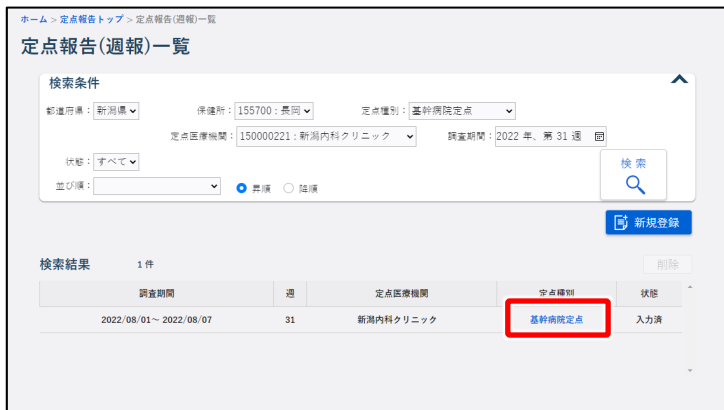 ホーム > 定点報告トップ > 定点報告(週報)一覧
定点報告(週報)一覧
検索条件
都道府県： 新潟県 保健所： 155700 : 長岡 定点種別： 基幹病院定点
定点医療機関： 150000221 : 新潟内科クリニック 調査期間： 2022 年、第 31 週
状態： すべて
検 索
並び順： 昇順 降順
新規登録
検索結果 1 件 削除
調査期間 週 定点医療機関 定点種別 状態
2022/08/01～ 2022/08/07 31 新潟内科クリニック 基幹病院定点 入力済